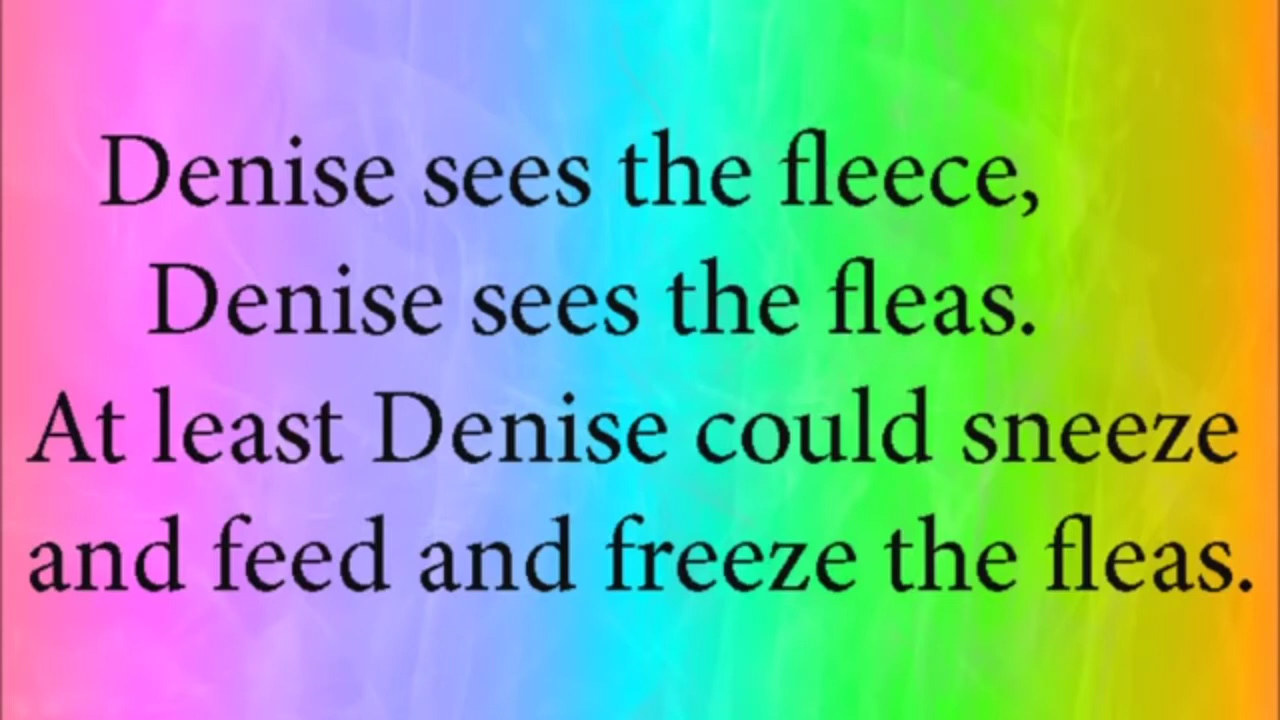 Denise sees the fleece,
Denise sees the fleas.
At least Denise could sneeze
and feed and freeze the fleas.